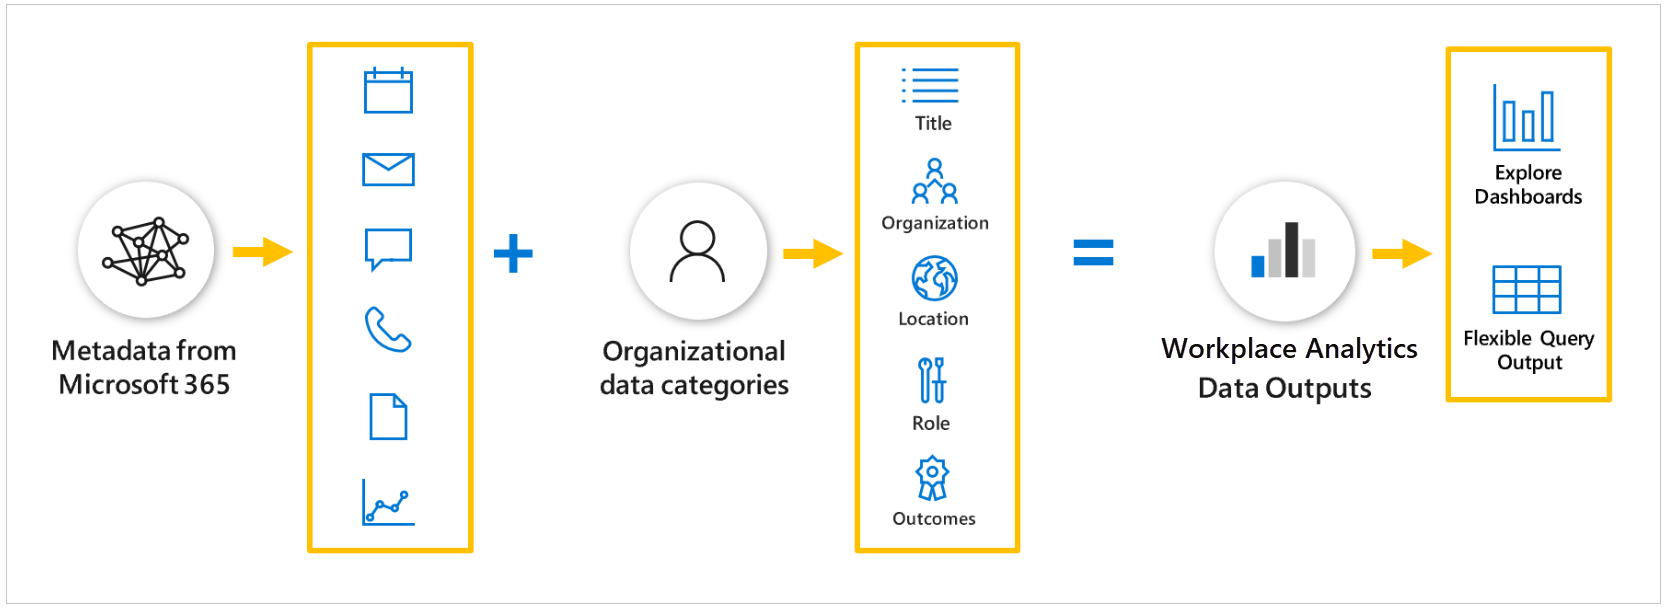 Metadata from
Microsoft 365
Organizational
data categories
Title
Organization
Location
Role
Outcomes
Workplace Analytics
Data Outputs
Explore
Dashboards
Flexible Query
Output